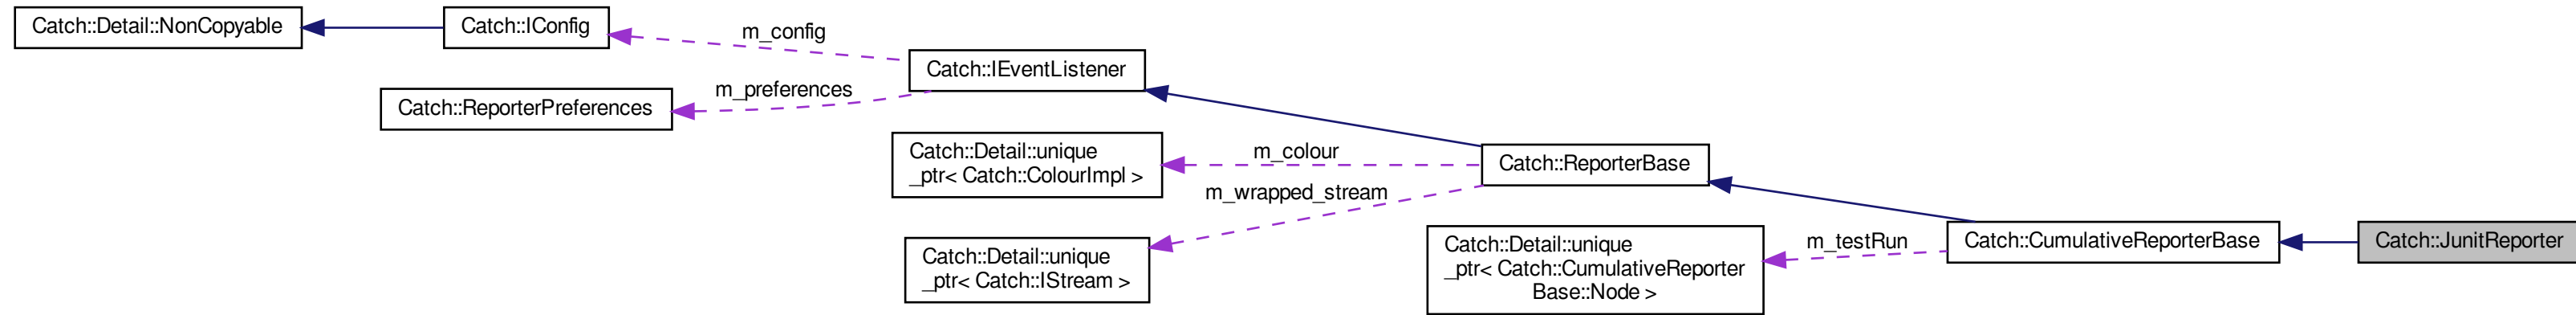 Catch::Detail::NonCopyable
Catch::IConfig
m_config
Catch::IEventListener
m_preferences
Catch::ReporterPreferences
Catch::Detail::unique
_ptr< Catch::ColourImpl >
m_colour
Catch::ReporterBase
m_wrapped_stream
Catch::Detail::unique
_ptr< Catch::IStream >
Catch::Detail::unique
_ptr< Catch::CumulativeReporter
Base::Node >
m_testRun
Catch::CumulativeReporterBase
Catch::JunitReporter